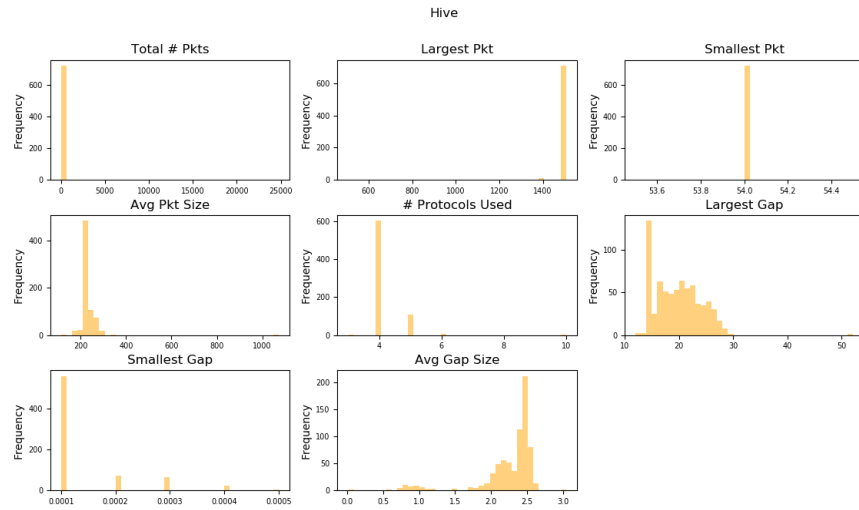 Hive
Total # Pkts
Frequency
600
400
200
0
0 5000 10000 15000 20000 25000
Largest Pkt
Frequency
600
400
200
0
600 800 1000 1200 1400
Smallest Pkt
Frequency
600
400
200
0
53.6 53.8 54.0 54.2 54.4
Avg Pkt Size
Frequency
400
200
0
200 400 600 800 1000
# Protocols Used
Frequency
600
400
200
0
4 6 8 10
Largest Gap
Frequency
100
50
0
10 20 30 40 50
Smallest Gap
Frequency
400
200
0
0.0001 0.0002 0.0003 0.0004 0.0005
Avg Gap Size
Frequency
200
150
100
50
0
0.0 0.5 1.0 1.5 2.0 2.5 3.0